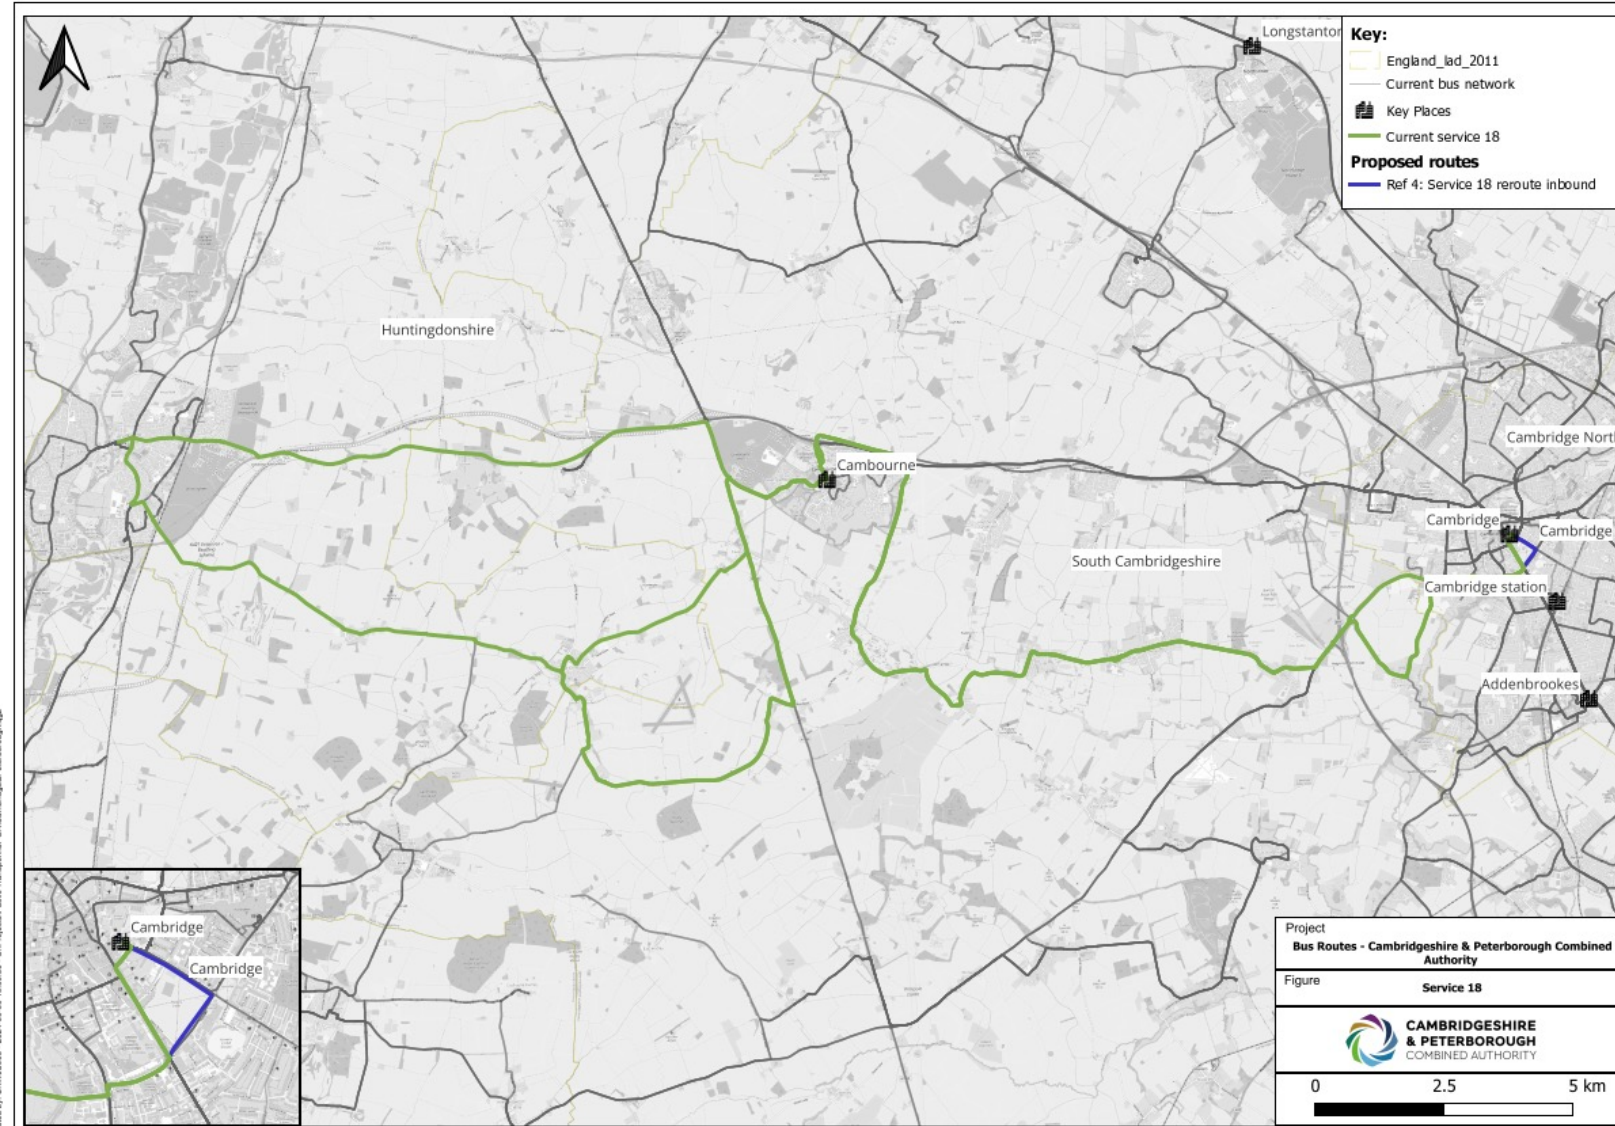 Longstanton
Key:
England_lad_2011
Current bus network
Key Places
Current service 18
Proposed routes
Ref 4: Service 18 reroute inbound
Huntingdonshire
Cambridge Nort
Cambourne
Cambridge
Cambridge
South Cambridgeshire
Cambridge station
Addenbrookes
Cambridge
Cambridge
Project
Bus Routes - Cambridgeshire & Peterborough Combined
Authority
Figure
Service 18
CAMBRIDGESHIRE
& PETERBOROUGH
COMBINED AUTHORITY
0 2.5 5 km